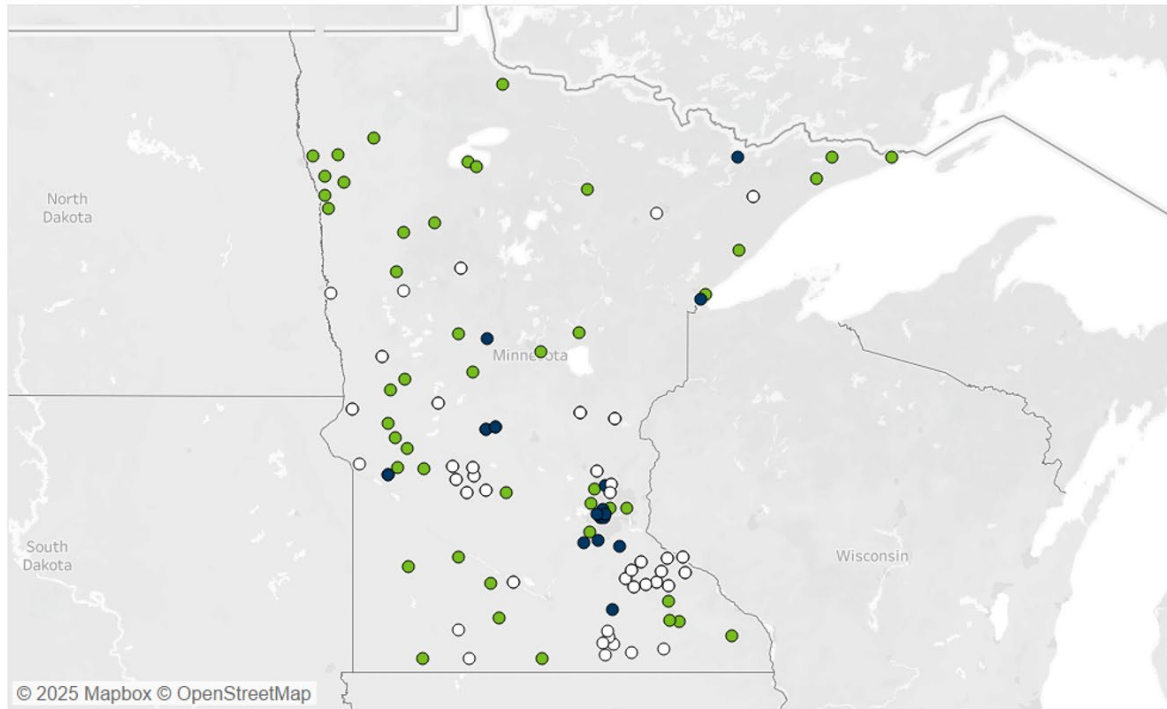 North
Dakota
Minnesota
South
Dakota
Wisconsin
© 2025 Mapbox © OpenStreetMap